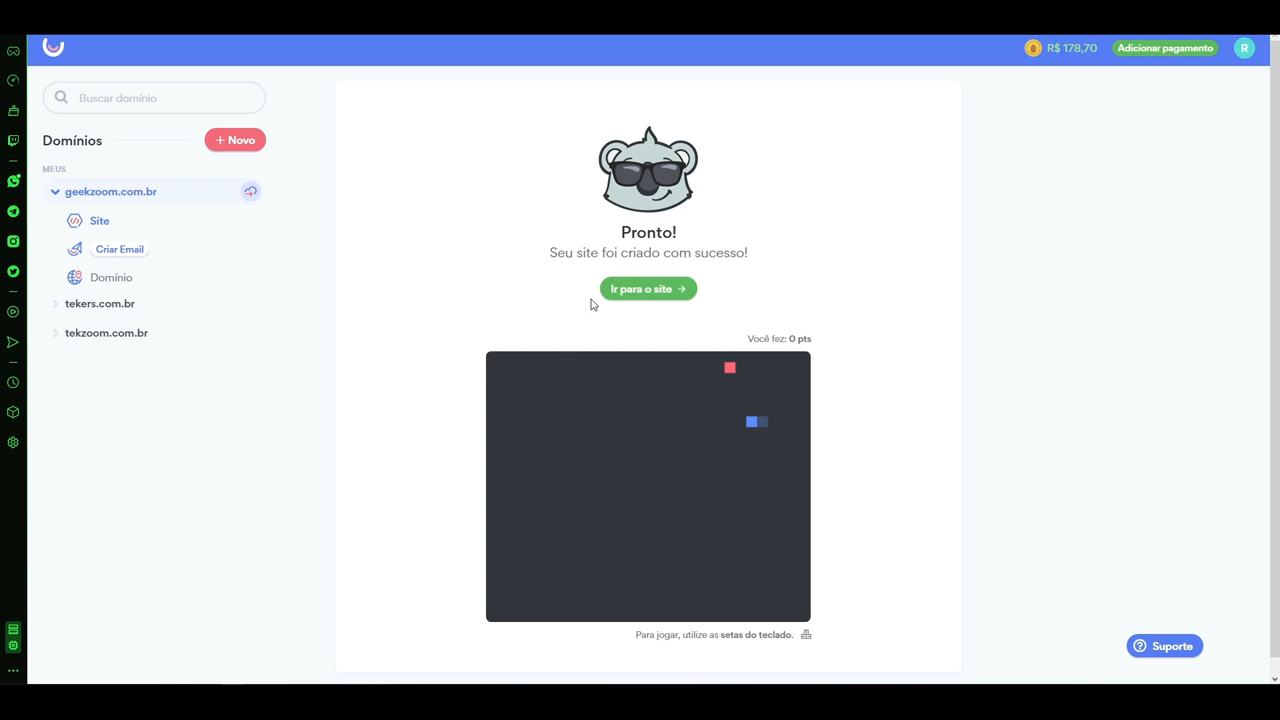 R$ 178,70
Adicionar pagamento
R
Buscar domínio
Domínios
+ Novo
MEUS
geekzoom.com.br
Site
Criar Email
Domínio
tekers.com.br
tekzoom.com.br
Pronto!
Seu site foi criado com sucesso!
Ir para o site →
Você fez: 0 pts
Para jogar, utilize as setas do teclado.
Suporte